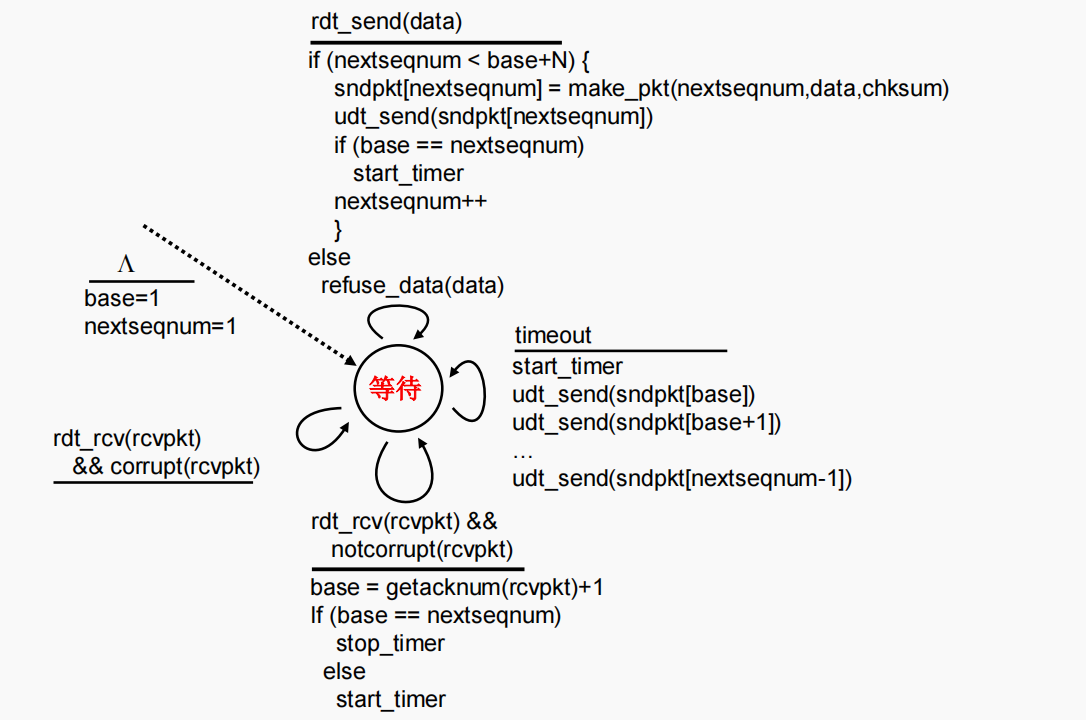 rdt_send(data)
if (nextseqnum < base+N) {
sndpkt[nextseqnum] = make_pkt(nextseqnum,data,chksum)
udt_send(sndpkt[nextseqnum])
if (base == nextseqnum)
start_timer
nextseqnum++
}
else
refuse_data(data)
Λ
base=1
nextseqnum=1
等待
timeout
start_timer
udt_send(sndpkt[base])
udt_send(sndpkt[base+1])
…
udt_send(sndpkt[nextseqnum-1])
rdt_rcv(rcvpkt)
&& corrupt(rcvpkt)
rdt_rcv(rcvpkt) &&
notcorrupt(rcvpkt)
base = getacknum(rcvpkt)+1
If (base == nextseqnum)
stop_timer
else
start_timer